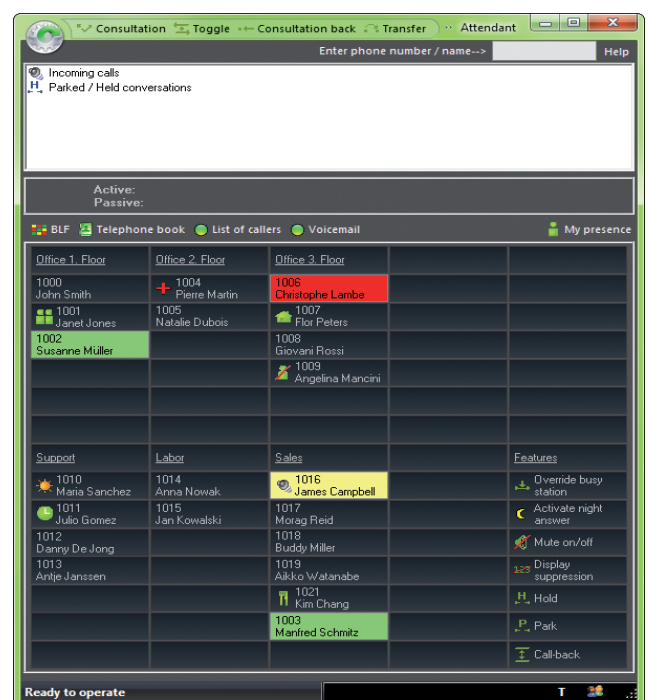 Consultation Toggle Consultation back Transfer Attendant
Enter phone number / name--> Help
Incoming calls
H Parked / Held conversations
Active:
Passive:
BLF Telephone book List of callers Voicemail My presence
Office 1. Floor Office 2. Floor Office 3. Floor
1000 1004 1006
John Smith Pierre Martin Christophe Lambe
1001 1005 1007
Janet Jones Natalie Dubois Flor Peters
1002 1008
Susanne Müller Giovani Rossi
1009
Angelina Mancini
Support Labor Sales Features
1010 1014 1016 Override busy
Maria Sanchez Anna Nowak James Campbell station
1011 1015 1017 Activate night
Julio Gomez Jan Kowalski Morag Reid answer
1012 1018 Mute on/off
Danny De Jong Buddy Miller
1013 1019 123 Display
Antje Janssen Aikko Watanabe suppression
1021 H Hold
Kim Chang
1003 P Park
Manfred Schmitz
Call-back
Ready to operate T